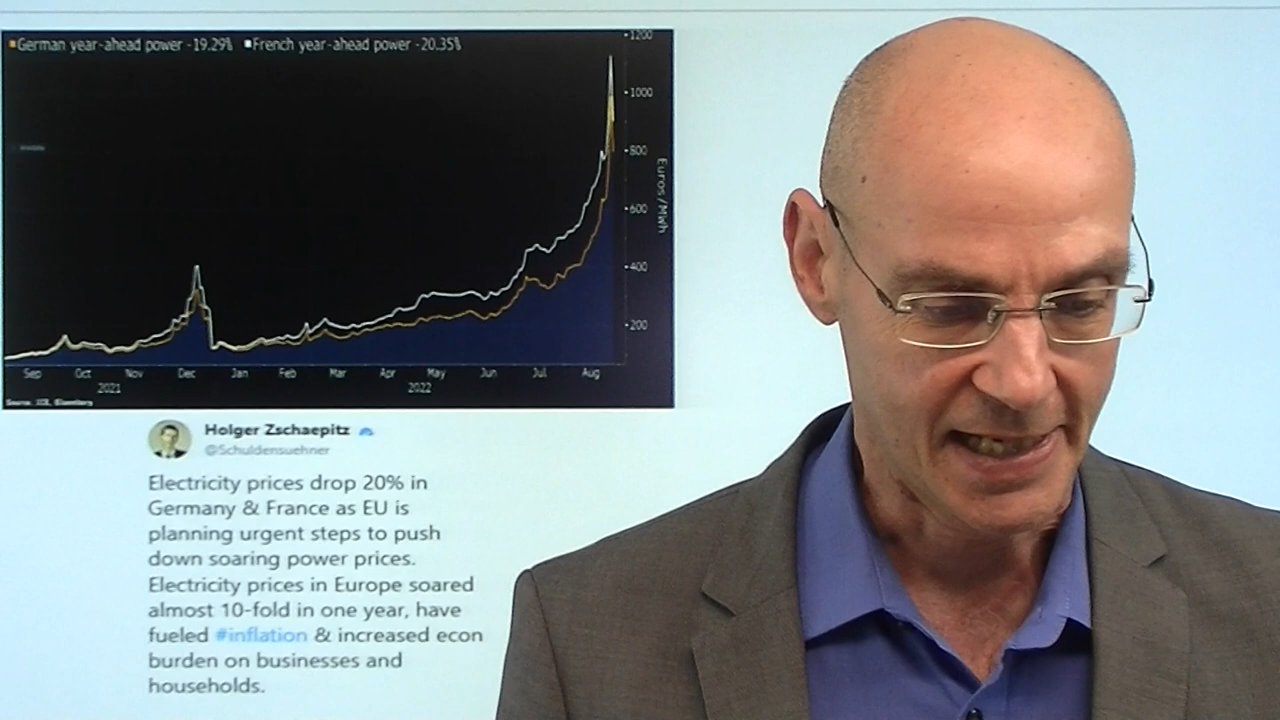 German year-ahead power -19.29% French year-ahead power -20.35%
1200
1000
800
600
400
200
Euros/Mwh
Sep Oct Nov Dec Jan Feb Mar Apr May Jun Jul Aug
2021 2022
Source: ICE, Bloomberg
Holger Zschaepitz
@Schuldensuehner
Electricity prices drop 20% in
Germany & France as EU is
planning urgent steps to push
down soaring power prices.
Electricity prices in Europe soared
almost 10-fold in one year, have
fueled #inflation & increased econ
burden on businesses and
households.